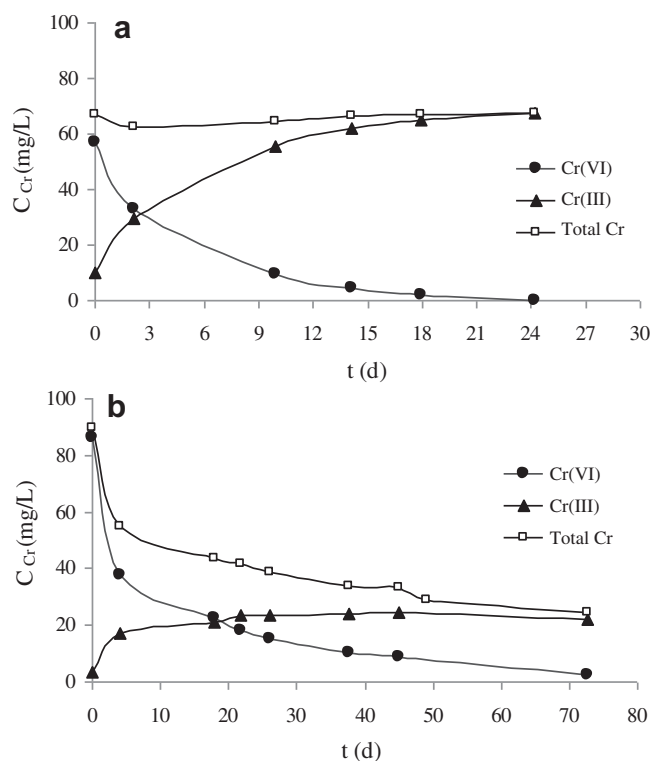 a
100
80
60
40
20
0
C Cr (mg/L)
Cr(VI)
Cr(III)
Total Cr
0 3 6 9 12 15 18 21 24 27 30
t (d)
b
100
80
60
40
20
0
C Cr (mg/L)
Cr(VI)
Cr(III)
Total Cr
0 10 20 30 40 50 60 70 80
t (d)